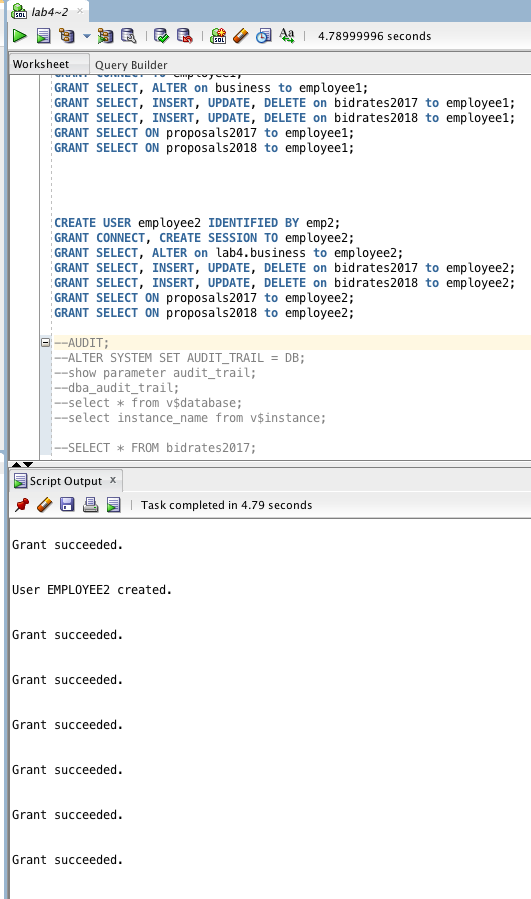 lab4~2 ×
4.78999996 seconds
Worksheet Query Builder
GRANT CONNECT TO employee1;
GRANT SELECT, ALTER on business to employee1;
GRANT SELECT, INSERT, UPDATE, DELETE on bidrates2017 to employee1;
GRANT SELECT, INSERT, UPDATE, DELETE on bidrates2018 to employee1;
GRANT SELECT ON proposals2017 to employee1;
GRANT SELECT ON proposals2018 to employee1;
CREATE USER employee2 IDENTIFIED BY emp2;
GRANT CONNECT, CREATE SESSION TO employee2;
GRANT SELECT, ALTER on lab4.business to employee2;
GRANT SELECT, INSERT, UPDATE, DELETE on bidrates2017 to employee2;
GRANT SELECT, INSERT, UPDATE, DELETE on bidrates2018 to employee2;
GRANT SELECT ON proposals2017 to employee2;
GRANT SELECT ON proposals2018 to employee2;
--AUDIT;
--ALTER SYSTEM SET AUDIT_TRAIL = DB;
--show parameter audit_trail;
--dba_audit_trail;
--select * from v$database;
--select instance_name from v$instance;
--SELECT * FROM bidrates2017;
Script Output ×
Task completed in 4.79 seconds
Grant succeeded.
User EMPLOYEE2 created.
Grant succeeded.
Grant succeeded.
Grant succeeded.
Grant succeeded.
Grant succeeded.
Grant succeeded.